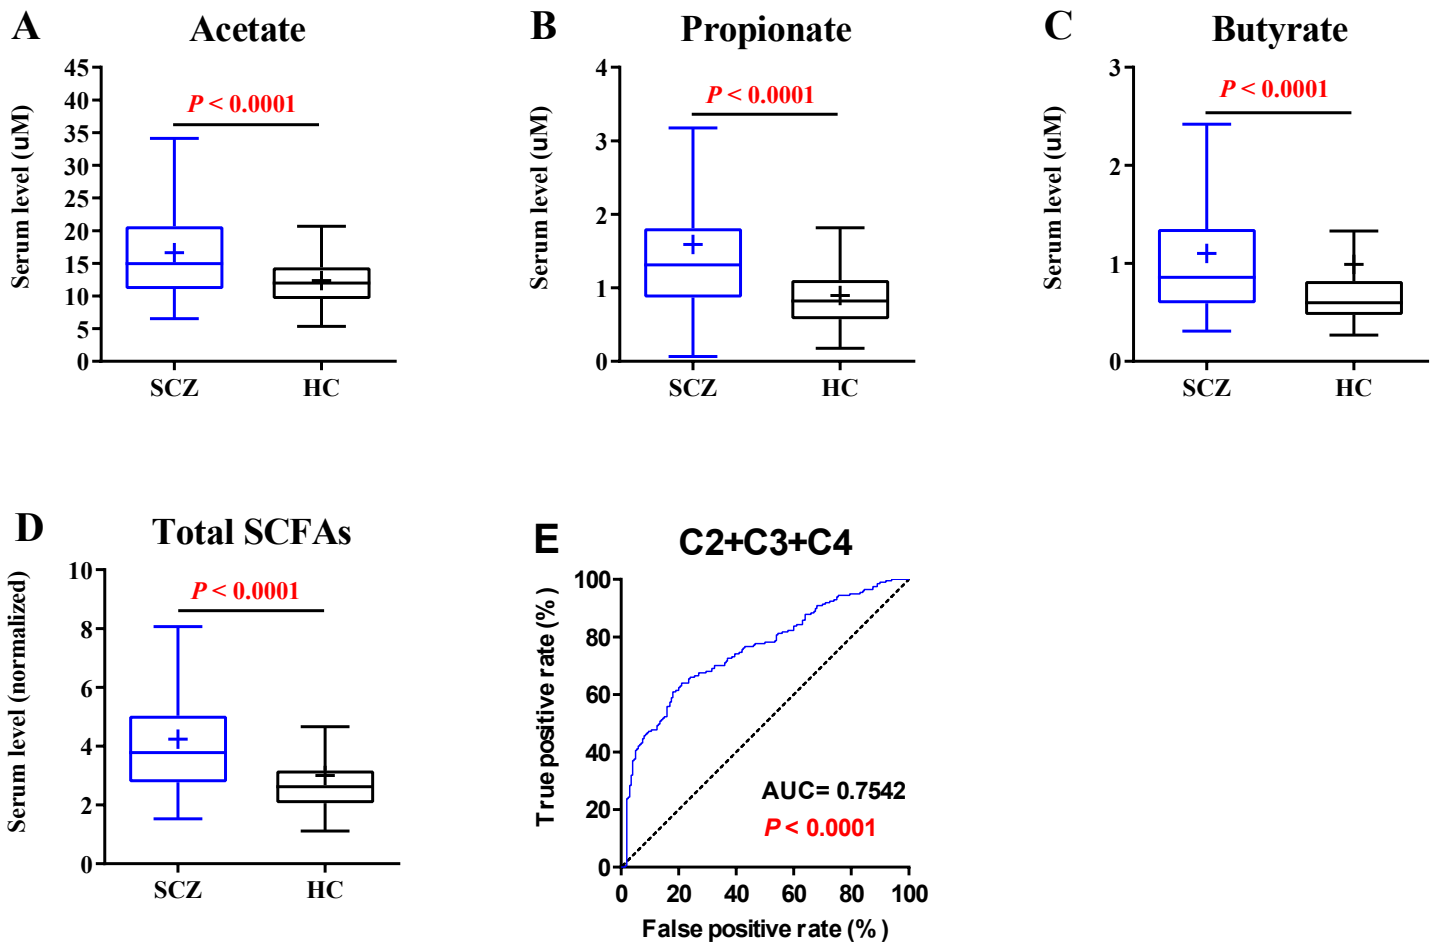 A
Acetate
P < 0.0001
Serum level (uM)
45
40
35
30
25
20
15
10
5
0
SCZ
HC
B
Propionate
P < 0.0001
Serum level (uM)
4
3
2
1
0
SCZ
HC
C
Butyrate
P < 0.0001
Serum level (uM)
3
2
1
0
SCZ
HC
D
Total SCFAs
P < 0.0001
Serum level (normalized)
10
8
6
4
2
0
SCZ
HC
E
C2+C3+C4
True positive rate (%)
100
80
60
40
20
0
AUC= 0.7542
P < 0.0001
0 20 40 60 80 100
False positive rate (%)